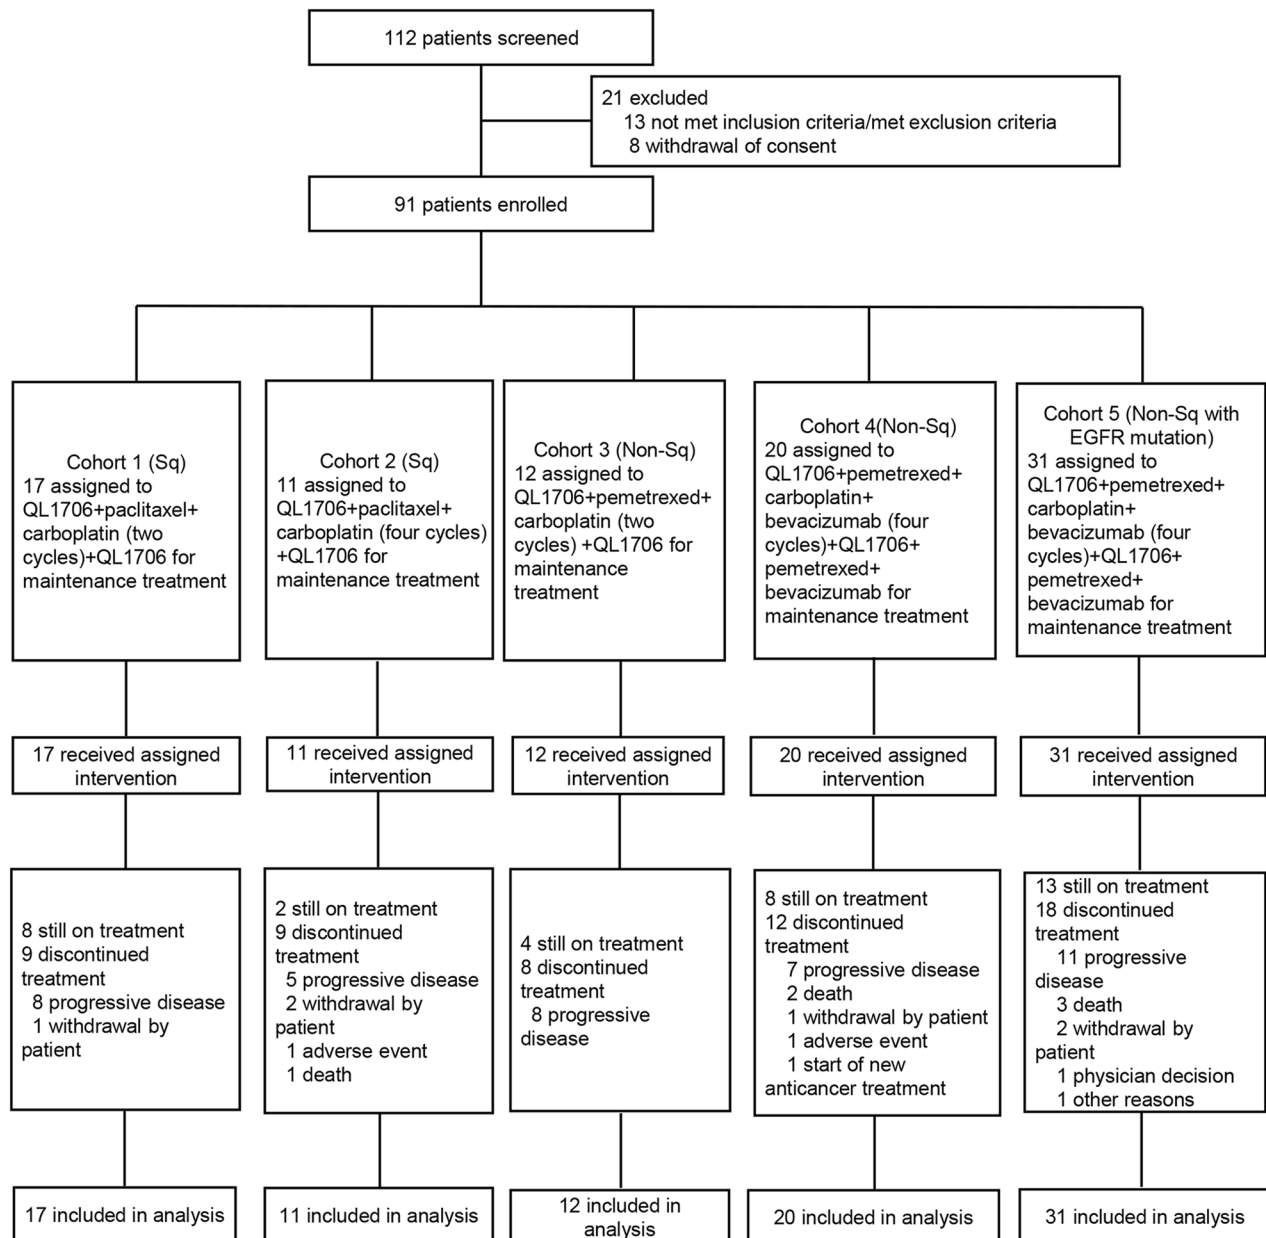 112 patients screened
21 excluded
13 not met inclusion criteria/met exclusion criteria
8 withdrawal of consent
91 patients enrolled
Cohort 1 (Sq)
17 assigned to
QL1706+paclitaxel+
carboplatin (two
cycles)+QL1706 for
maintenance treatment
Cohort 2 (Sq)
11 assigned to
QL1706+paclitaxel+
carboplatin (four cycles)
+QL1706 for
maintenance treatment
Cohort 3 (Non-Sq)
12 assigned to
QL1706+pemetrexed+
carboplatin (two
cycles) +QL1706 for
maintenance
treatment
Cohort 4(Non-Sq)
20 assigned to
QL1706+pemetrexed+
carboplatin+
bevacizumab (four
cycles)+QL1706+
pemetrexed+
bevacizumab for
maintenance treatment
Cohort 5 (Non-Sq with
EGFR mutation)
31 assigned to
QL1706+pemetrexed+
carboplatin+
bevacizumab (four
cycles)+QL1706+
pemetrexed+
bevacizumab for
maintenance treatment
17 received assigned
intervention
11 received assigned
intervention
12 received assigned
intervention
20 received assigned
intervention
31 received assigned
intervention
8 still on treatment
9 discontinued
treatment
8 progressive disease
1 withdrawal by
patient
2 still on treatment
9 discontinued
treatment
5 progressive disease
2 withdrawal by
patient
1 adverse event
1 death
4 still on treatment
8 discontinued
treatment
8 progressive
disease
8 still on treatment
12 discontinued
treatment
7 progressive disease
2 death
1 withdrawal by patient
1 adverse event
1 start of new
anticancer treatment
13 still on treatment
18 discontinued
treatment
11 progressive
disease
3 death
2 withdrawal by
patient
1 physician decision
1 other reasons
17 included in analysis
11 included in analysis
12 included in
analysis
20 included in analysis
31 included in analysis